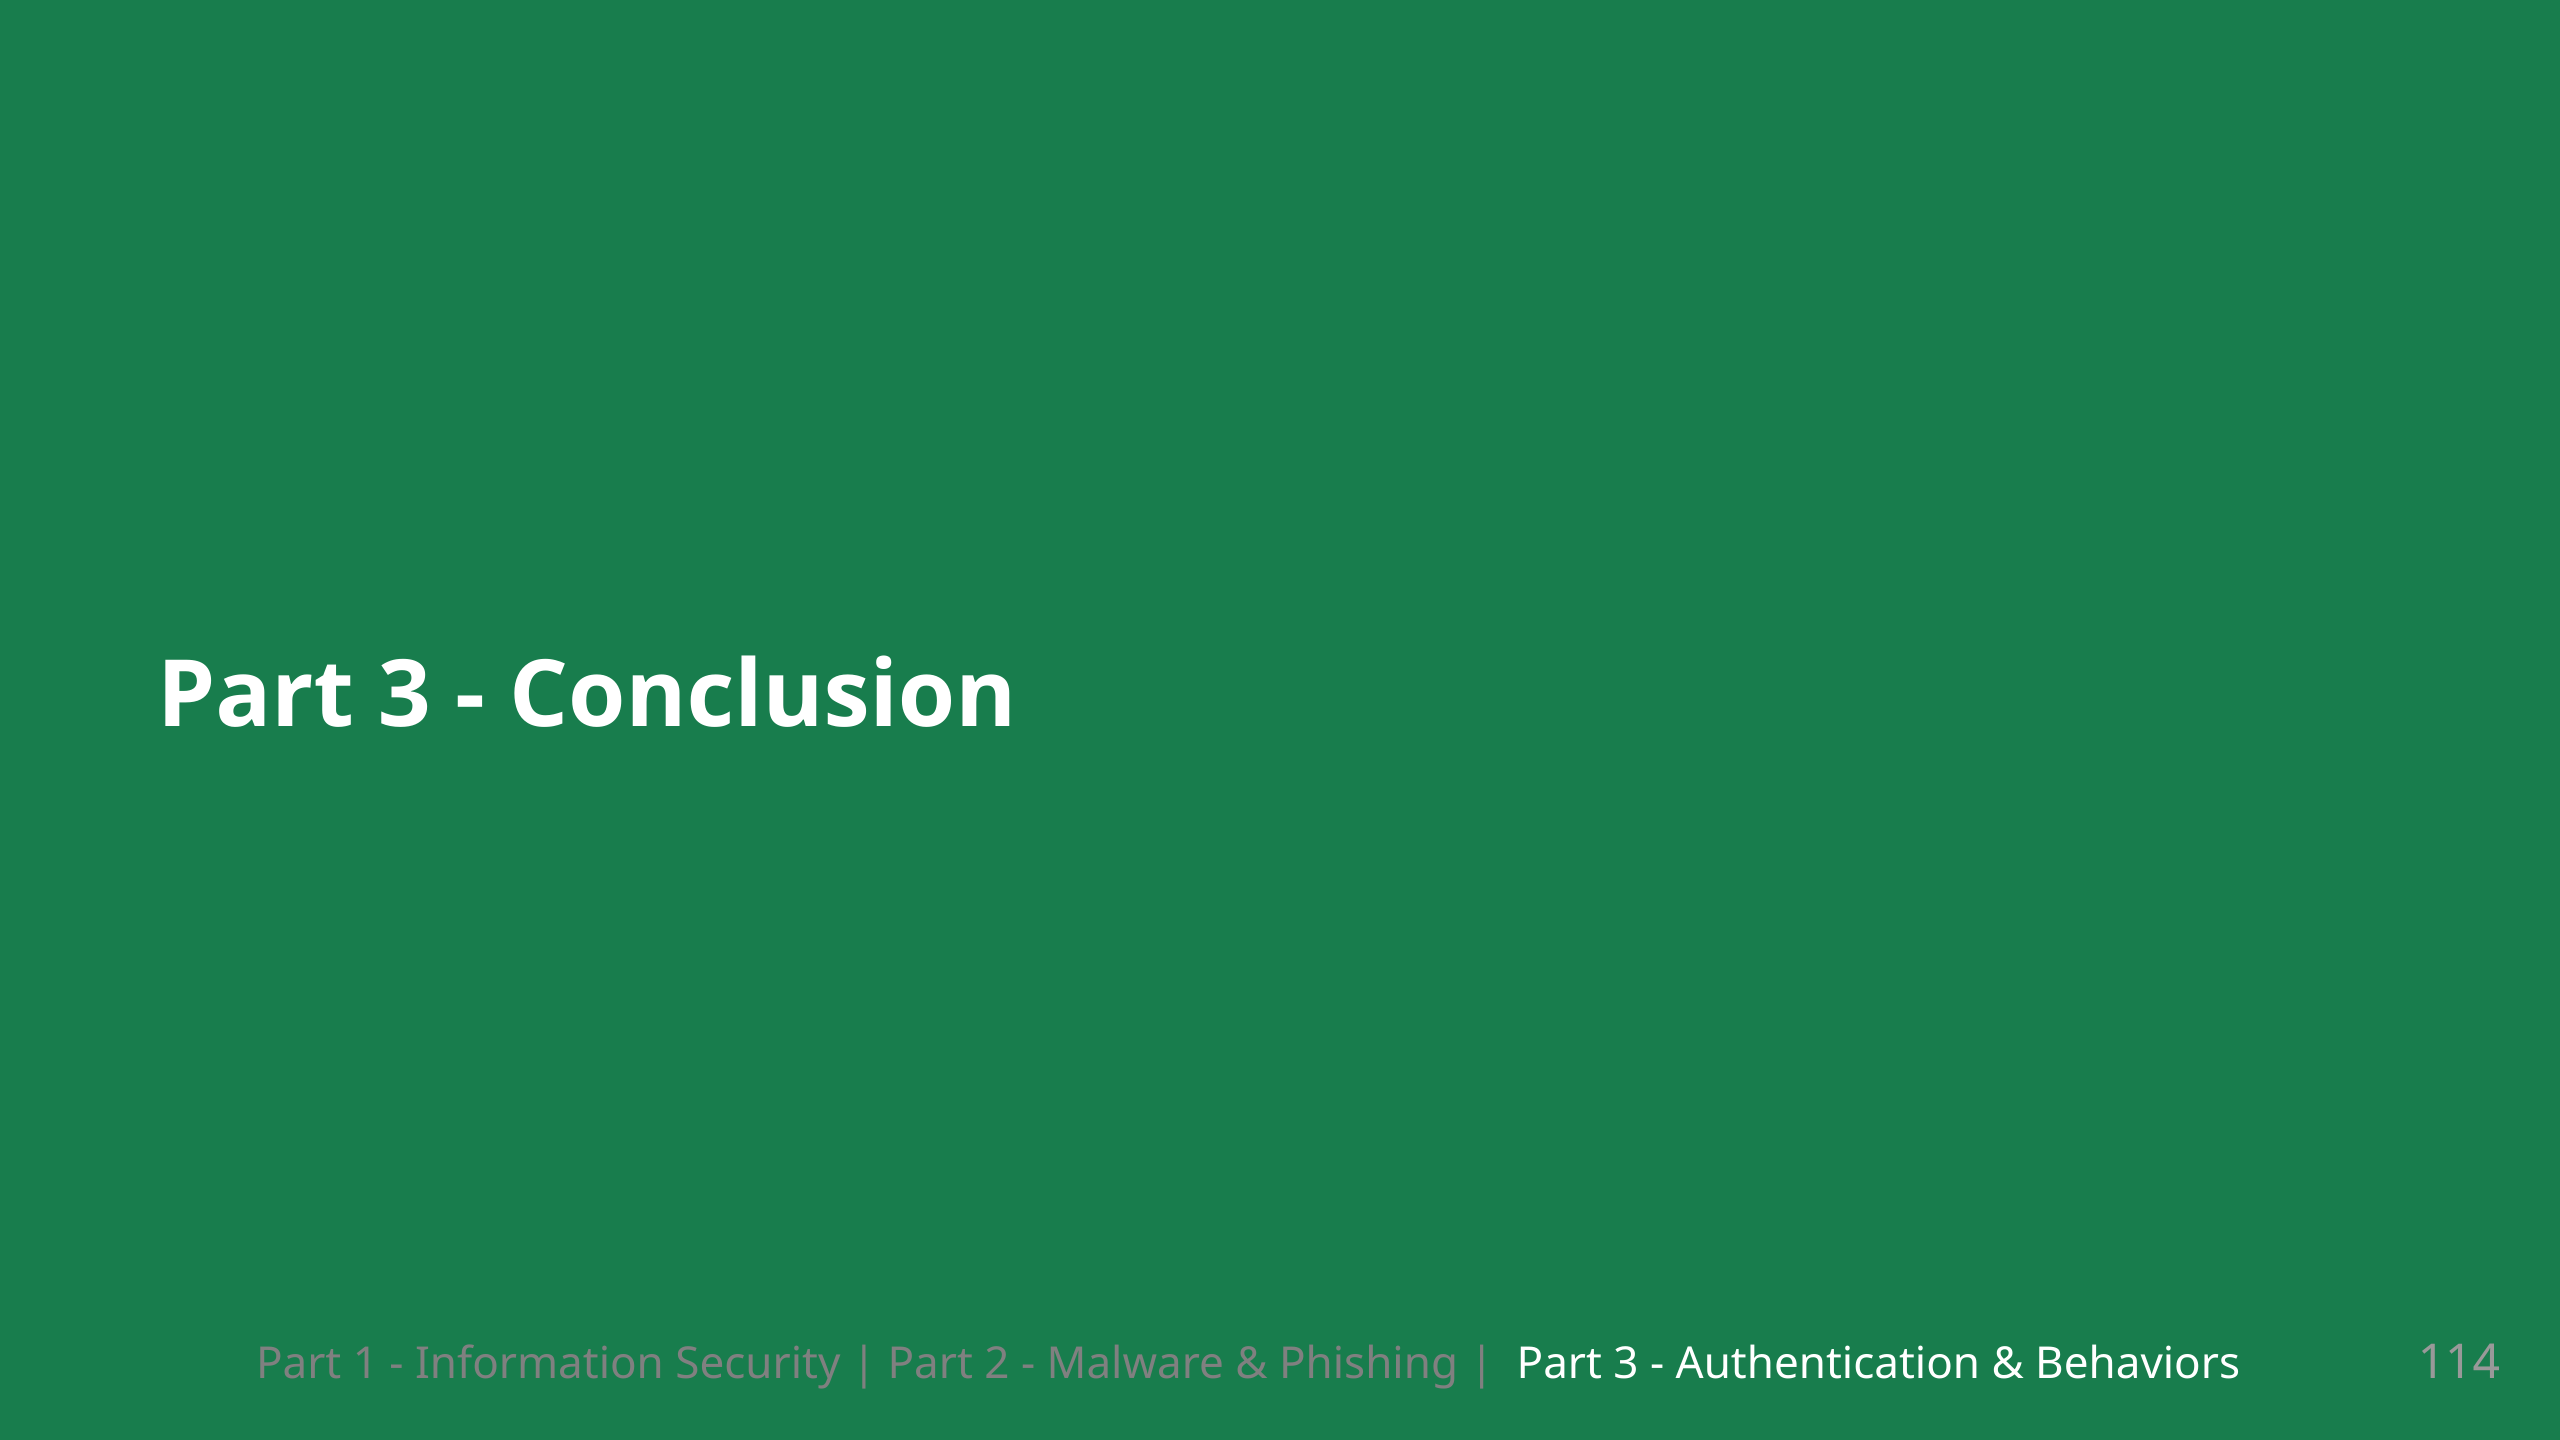 Part 3 - Conclusion
Part 1 - Information Security | Part 2 - Malware & Phishing | Part 3 - Authentication & Behaviors 114